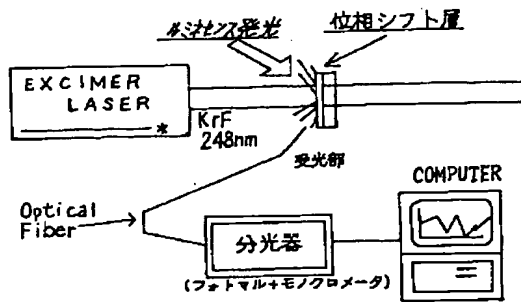 ルミネセンス発光
位相シフト層
EXCIMER
LASER
*
KrF
248nm
受光部
COMPUTER
Optical
Fiber
分光器
(フォトマル+モノクロメータ)